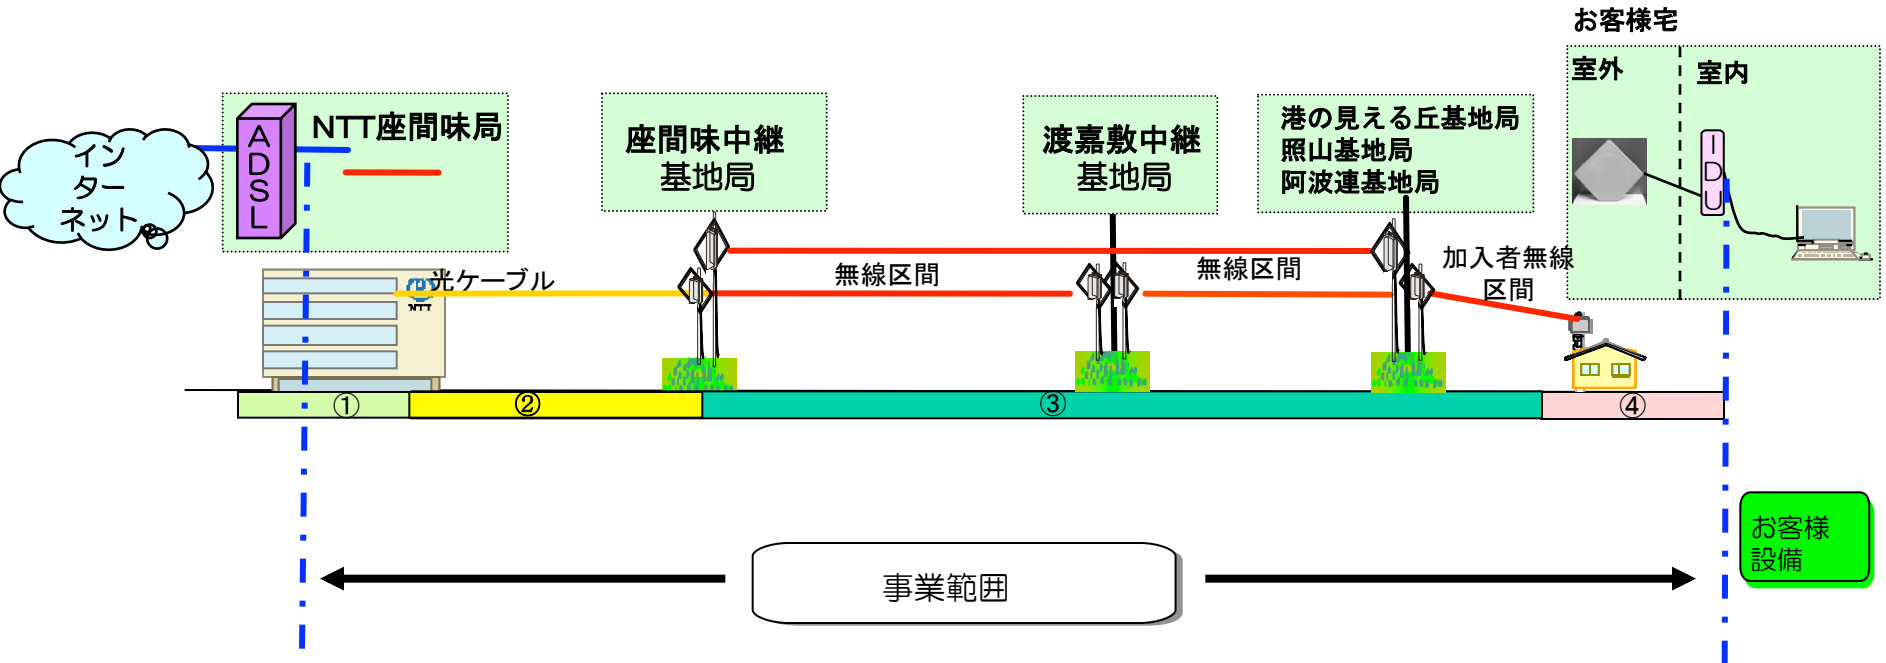 お客様宅
室外
室内
NTT座間味局
ADSL
インターネット
座間味中継
基地局
渡嘉敷中継
基地局
港の見える丘基地局
照山基地局
阿波連基地局
IDU
光ケーブル
無線区間
無線区間
加入者無線
区間
NTT
①
②
③
④
事業範囲
お客様
設備